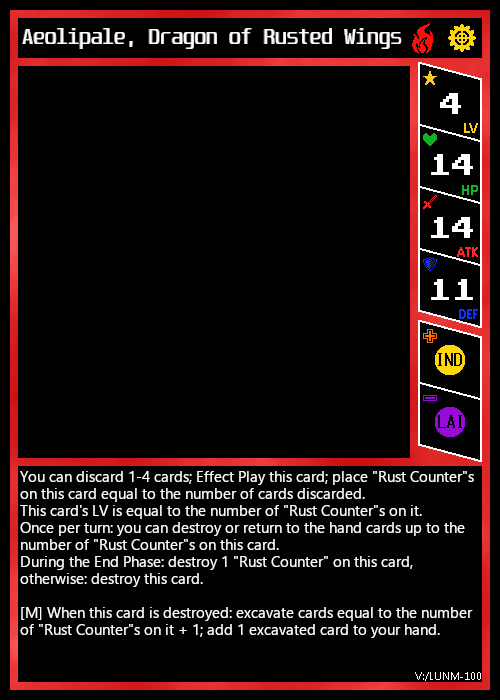 Aeolipale, Dragon of Rusted Wings
4
LV
14
HP
14
ATK
11
DEF
IND
LAI
You can discard 1-4 cards; Effect Play this card; place "Rust Counter"s
on this card equal to the number of cards discarded.
This card's LV is equal to the number of "Rust Counter"s on it.
Once per turn: you can destroy or return to the hand cards up to the
number of "Rust Counter"s on this card.
During the End Phase: destroy 1 "Rust Counter" on this card,
otherwise: destroy this card.
[M] When this card is destroyed: excavate cards equal to the number
of "Rust Counter"s on it + 1; add 1 excavated card to your hand.
V:/LUNM-100